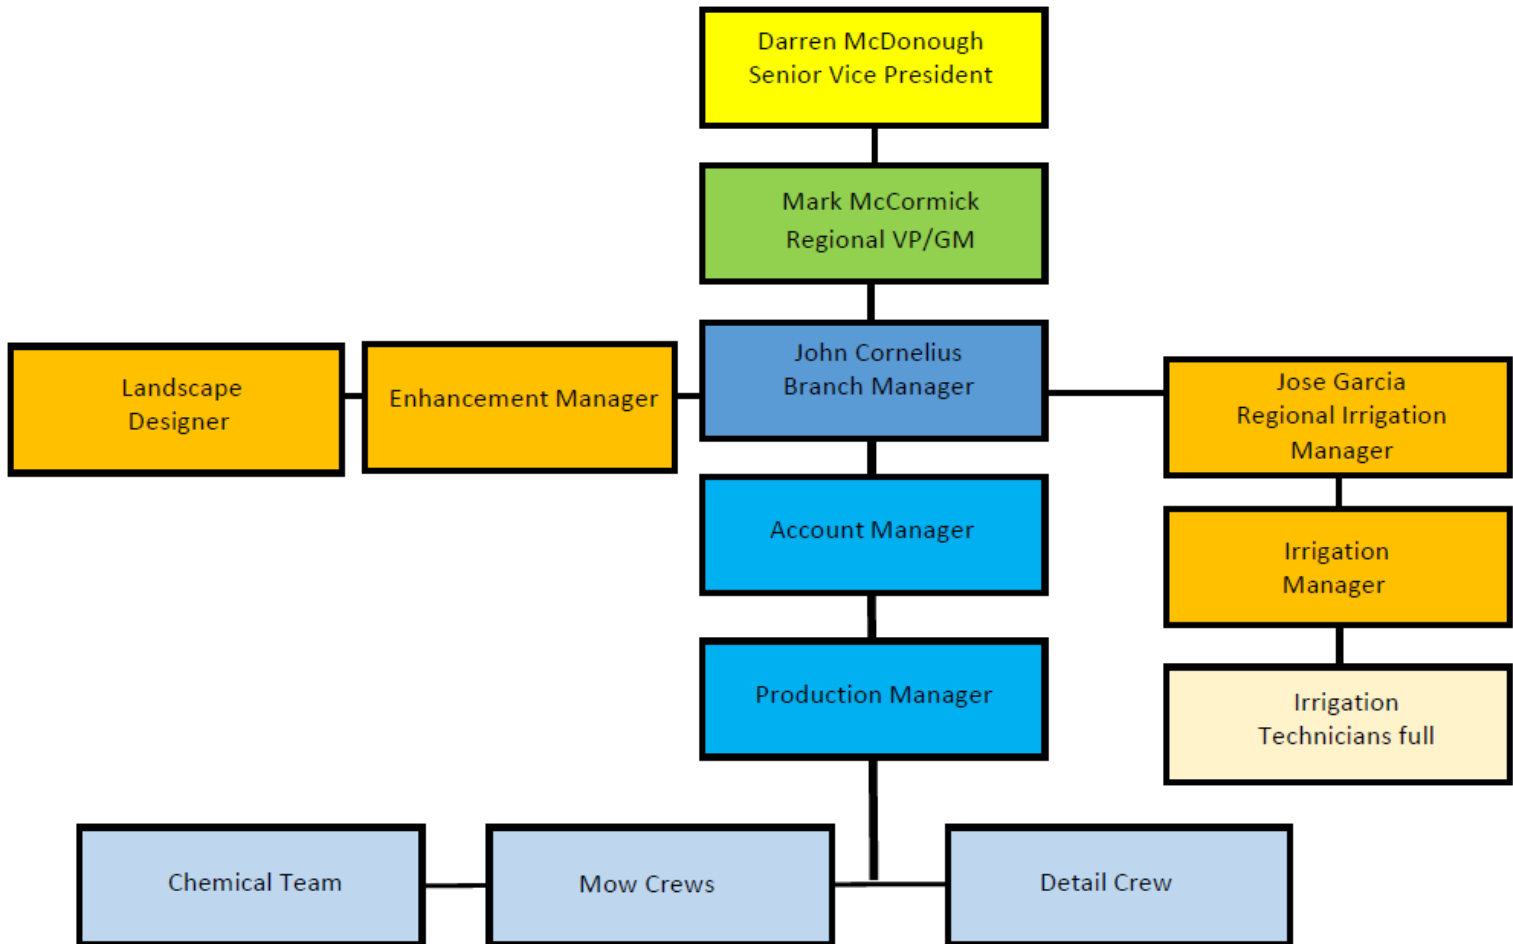 Darren McDonough
Senior Vice President
Mark McCormick
Regional VP/GM
Landscape
Designer
Enhancement Manager
John Cornelius
Branch Manager
Jose Garcia
Regional Irrigation
Manager
Account Manager
Irrigation
Manager
Production Manager
Irrigation
Technicians full
Chemical Team
Mow Crews
Detail Crew